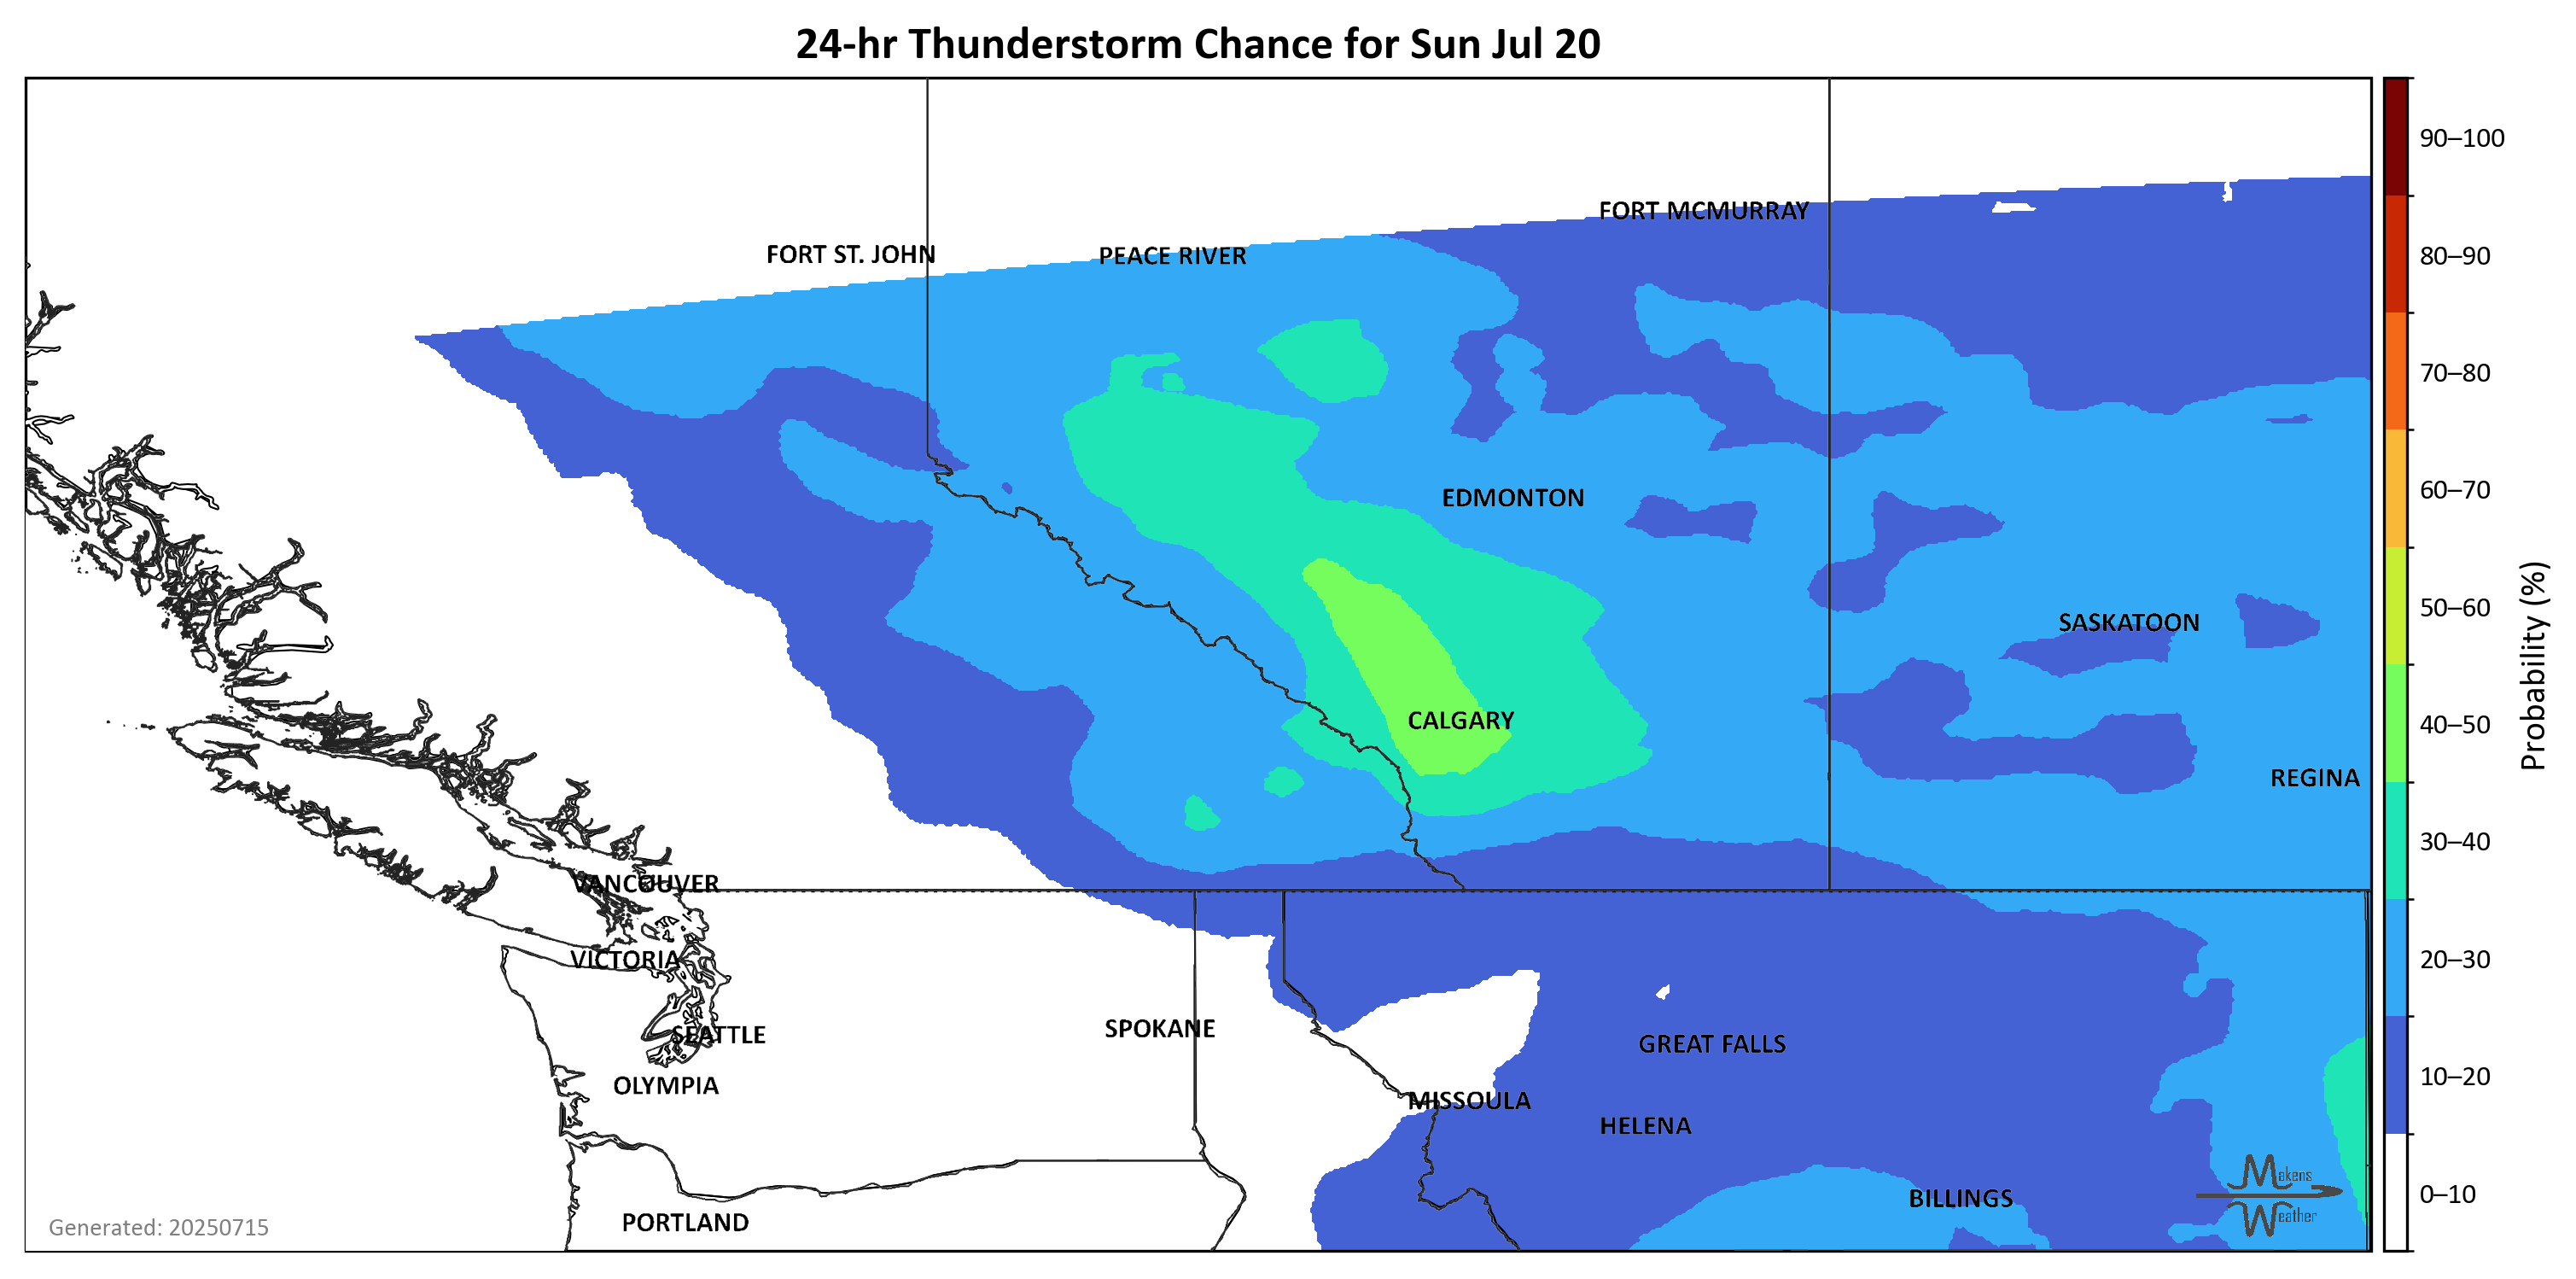 24-hr Thunderstorm Chance for Sun Jul 20
90–100
FORT MCMURRAY
FORT ST. JOHN
PEACE RIVER
80–90
70–80
EDMONTON
60–70
50–60
SASKATOON
CALGARY
40–50
Probability (%)
REGINA
30–40
VANCOUVER
VICTORIA
20–30
SEATTLE
SPOKANE
GREAT FALLS
OLYMPIA
MISSOULA
10–20
HELENA
Makens
Weather
BILLINGS
0–10
PORTLAND
Generated: 20250715